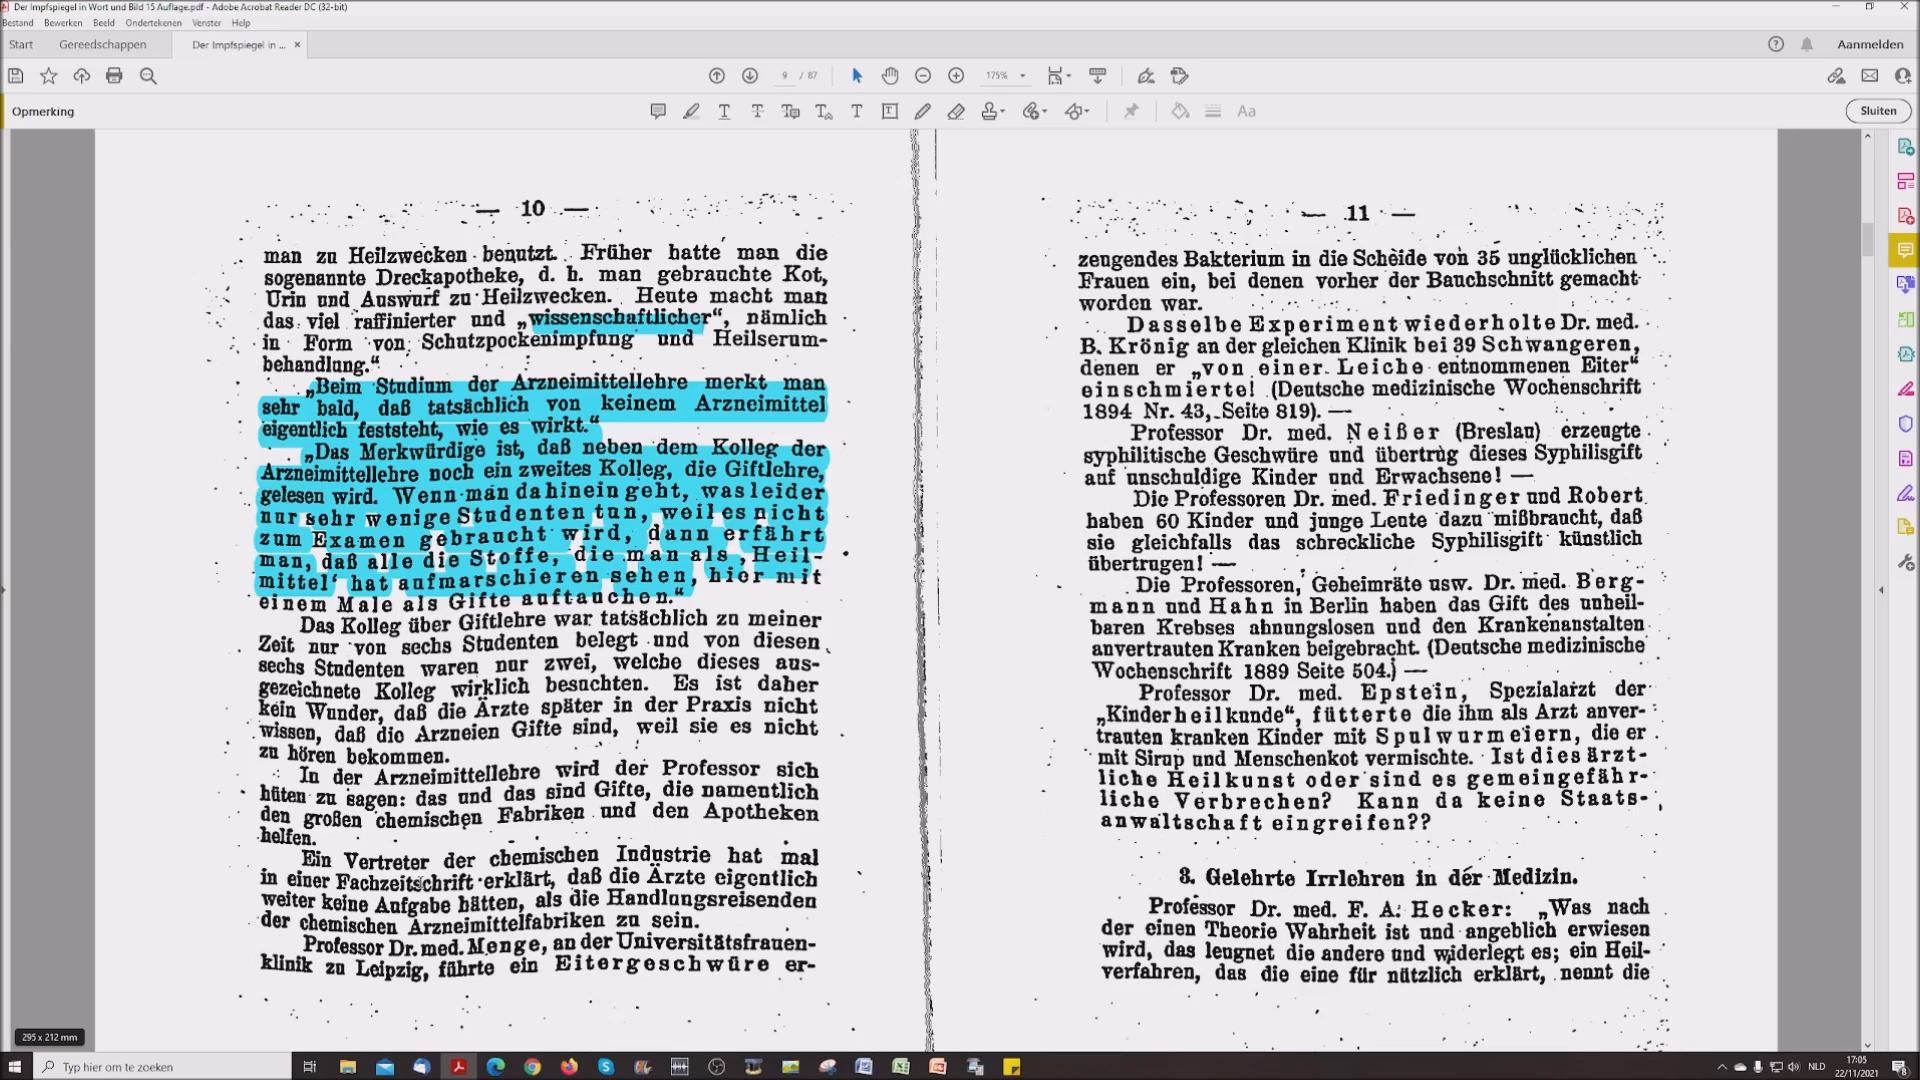 Der Impfspiegel in Wort und Bild 15 Auflage.pdf - Adobe Acrobat Reader DC (32-bit)
Bestand Bewerken Beeld Ondertekenen Venster Help
Start Gereedschappen Der Impfspiegel in ... × Aanmelden
9 / 87 175%
Opmerking Sluiten
— 10 —
man zu Heilzwecken benutzt. Früher hatte man die
sogenannte Dreckapotheke, d. h. man gebrauchte Kot,
Urin und Auswurf zu Heilzwecken. Heute macht man
das viel raffinierter und „wissenschaftlicher“, nämlich
in Form von Schutzpockenimpfung und Heilserum-
behandlung.“
„Beim Studium der Arzneimittellehre merkt man
sehr bald, daß tatsächlich von keinem Arzneimittel
eigentlich feststeht, wie es wirkt.“
„Das Merkwürdige ist, daß neben dem Kolleg der
Arzneimittellehre noch ein zweites Kolleg, die Giftlehre,
gelesen wird. Wenn man dahinein geht, was leider
nur sehr wenige Studenten tun, weil es nicht
zum Examen gebraucht wird, dann erfährt
man, daß alle die Stoffe, die man als ‚Heil-
mittel‘ hat aufmarschieren sehen, hier mit
einem Male als Gifte auftauchen.“
Das Kolleg über Giftlehre war tatsächlich zu meiner
Zeit nur von sechs Studenten belegt und von diesen
sechs Studenten waren nur zwei, welche dieses aus-
gezeichnete Kolleg wirklich besuchten. Es ist daher
kein Wunder, daß die Ärzte später in der Praxis nicht
wissen, daß die Arzneien Gifte sind, weil sie es nicht
zu hören bekommen.
In der Arzneimittellehre wird der Professor sich
hüten zu sagen: das und das sind Gifte, die namentlich
den großen chemischen Fabriken und den Apotheken
helfen.
Ein Vertreter der chemischen Industrie hat mal
in einer Fachzeitschrift erklärt, daß die Ärzte eigentlich
weiter keine Aufgabe hätten, als die Handlungsreisenden
der chemischen Arzneimittelfabriken zu sein.
Professor Dr. med. Menge, an der Universitätsfrauen-
klinik zu Leipzig, führte ein Eitergeschwüre er-
— 11 —
zeugendes Bakterium in die Scheide von 35 unglücklichen
Frauen ein, bei denen vorher der Bauchschnitt gemacht
worden war.
Dasselbe Experiment wiederholte Dr. med.
B. Krönig an der gleichen Klinik bei 39 Schwangeren,
denen er „von einer Leiche entnommenen Eiter“
einschmierte! (Deutsche medizinische Wochenschrift
1894 Nr. 43, Seite 819). —
Professor Dr. med. Neißer (Breslau) erzeugte
syphilitische Geschwüre und übertrug dieses Syphilisgift
auf unschuldige Kinder und Erwachsene! —
Die Professoren Dr. med. Friedinger und Robert
haben 60 Kinder und junge Leute dazu mißbraucht, daß
sie gleichfalls das schreckliche Syphilisgift künstlich
übertrugen! —
Die Professoren, Geheimräte usw. Dr. med. Berg-
mann und Hahn in Berlin haben das Gift des unheil-
baren Krebses ahnungslosen und den Krankenanstalten
anvertrauten Kranken beigebracht. (Deutsche medizinische
Wochenschrift 1889 Seite 504.) —
Professor Dr. med. Epstein, Spezialarzt der
„Kinderheilkunde“, fütterte die ihm als Arzt anver-
trauten kranken Kinder mit Spulwurmeiern, die er
mit Sirup und Menschenkot vermischte. Ist dies ärzt-
liche Heilkunst oder sind es gemeingefähr-
liche Verbrechen? Kann da keine Staats-
anwaltschaft eingreifen??
3. Gelehrte Irrlehren in der Medizin.
Professor Dr. med. F. A. Hecker: „Was nach
der einen Theorie Wahrheit ist und angeblich erwiesen
wird, das leugnet die andere und widerlegt es; ein Heil-
verfahren, das die eine für nützlich erklärt, nennt die
295 x 212 mm
Typ hier om te zoeken
NLD 17:05
22/11/2021